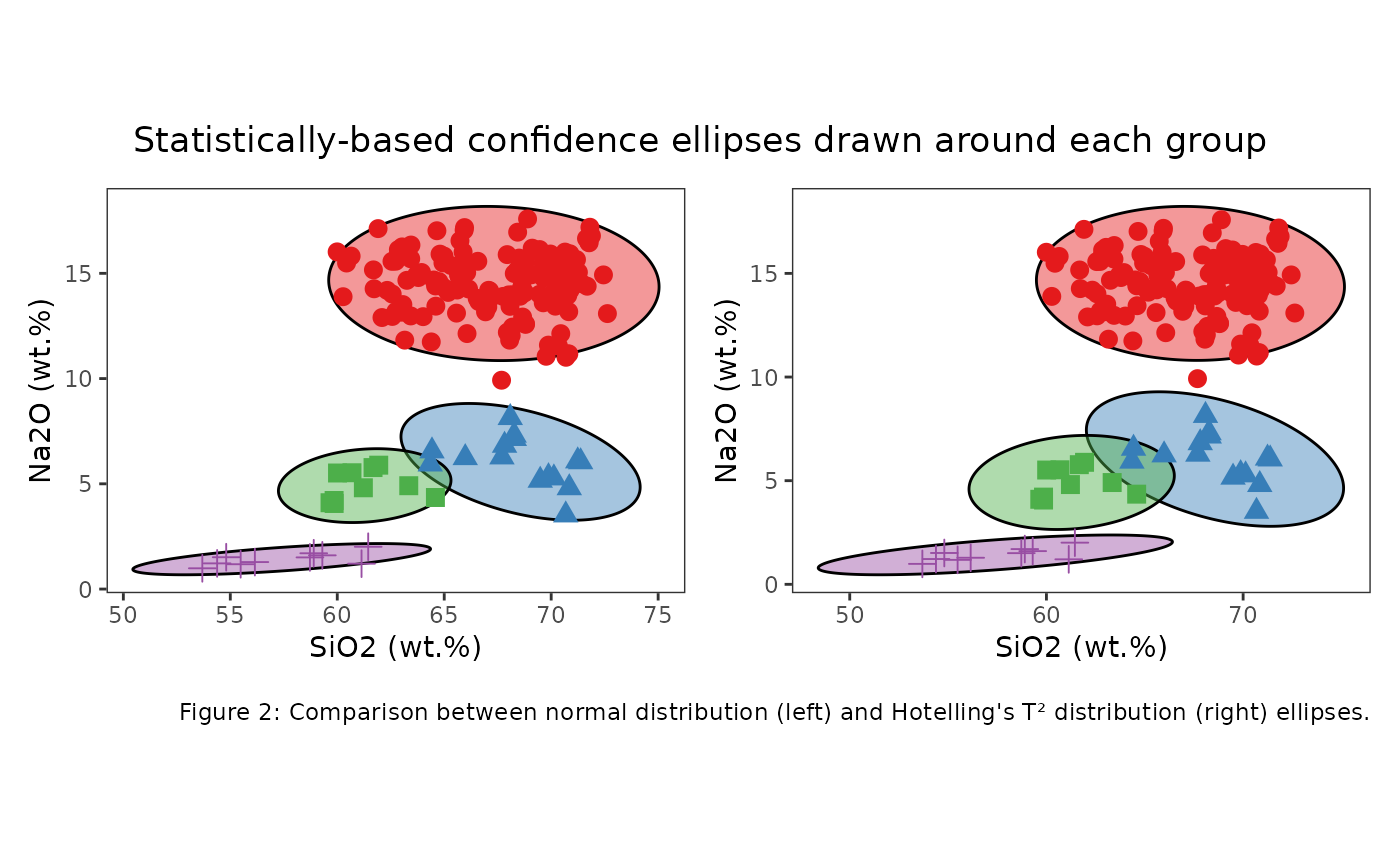 Statistically-based confidence ellipses drawn around each group
Na2O (wt.%)
15
10
5
0
50 55 60 65 70 75
SiO2 (wt.%)
Na2O (wt.%)
15
10
5
0
50 60 70
SiO2 (wt.%)
Figure 2: Comparison between normal distribution (left) and Hotelling's T² distribution (right) ellipses.